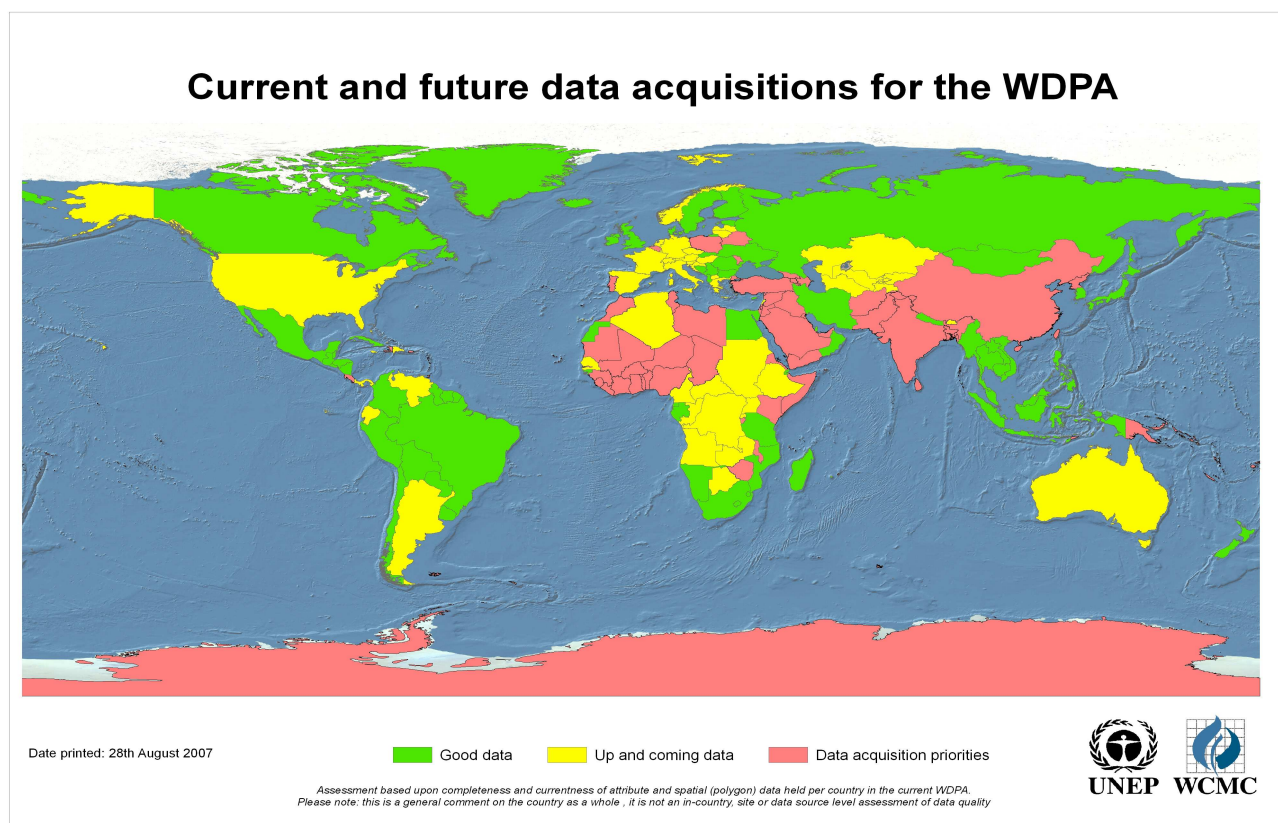 Current and future data acquisitions for the WDPA
Date printed: 28th August 2007
Good data
Up and coming data
Data acquisition priorities
UNEP
WCMC
Assessment based upon completeness and currentness of attribute and spatial (polygon) data held per country in the current WDPA.
Please note: this is a general comment on the country as a whole , it is not an in-country, site or data source level assessment of data quality